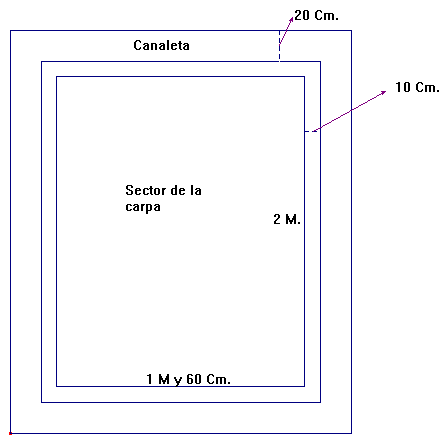 20 Cm.
Canaleta
10 Cm.
Sector de la
carpa
2 M.
1 M y 60 Cm.